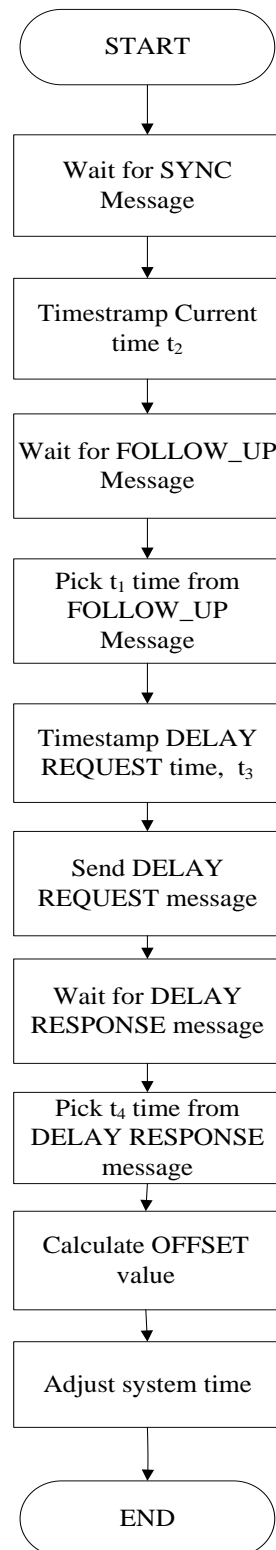 START
Wait for SYNC
Message
Timestramp Current
time t₂
Wait for FOLLOW_UP
Message
Pick t₁ time from
FOLLOW_UP
Message
Timestamp DELAY
REQUEST time, t₃
Send DELAY
REQUEST message
Wait for DELAY
RESPONSE message
Pick t₄ time from
DELAY RESPONSE
message
Calculate OFFSET
value
Adjust system time
END